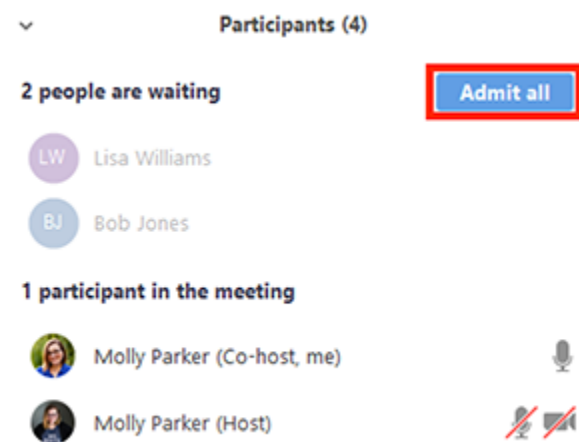 Participants (4)
2 people are waiting
Admit all
LW
Lisa Williams
BJ
Bob Jones
1 participant in the meeting
Molly Parker (Co-host, me)
Molly Parker (Host)